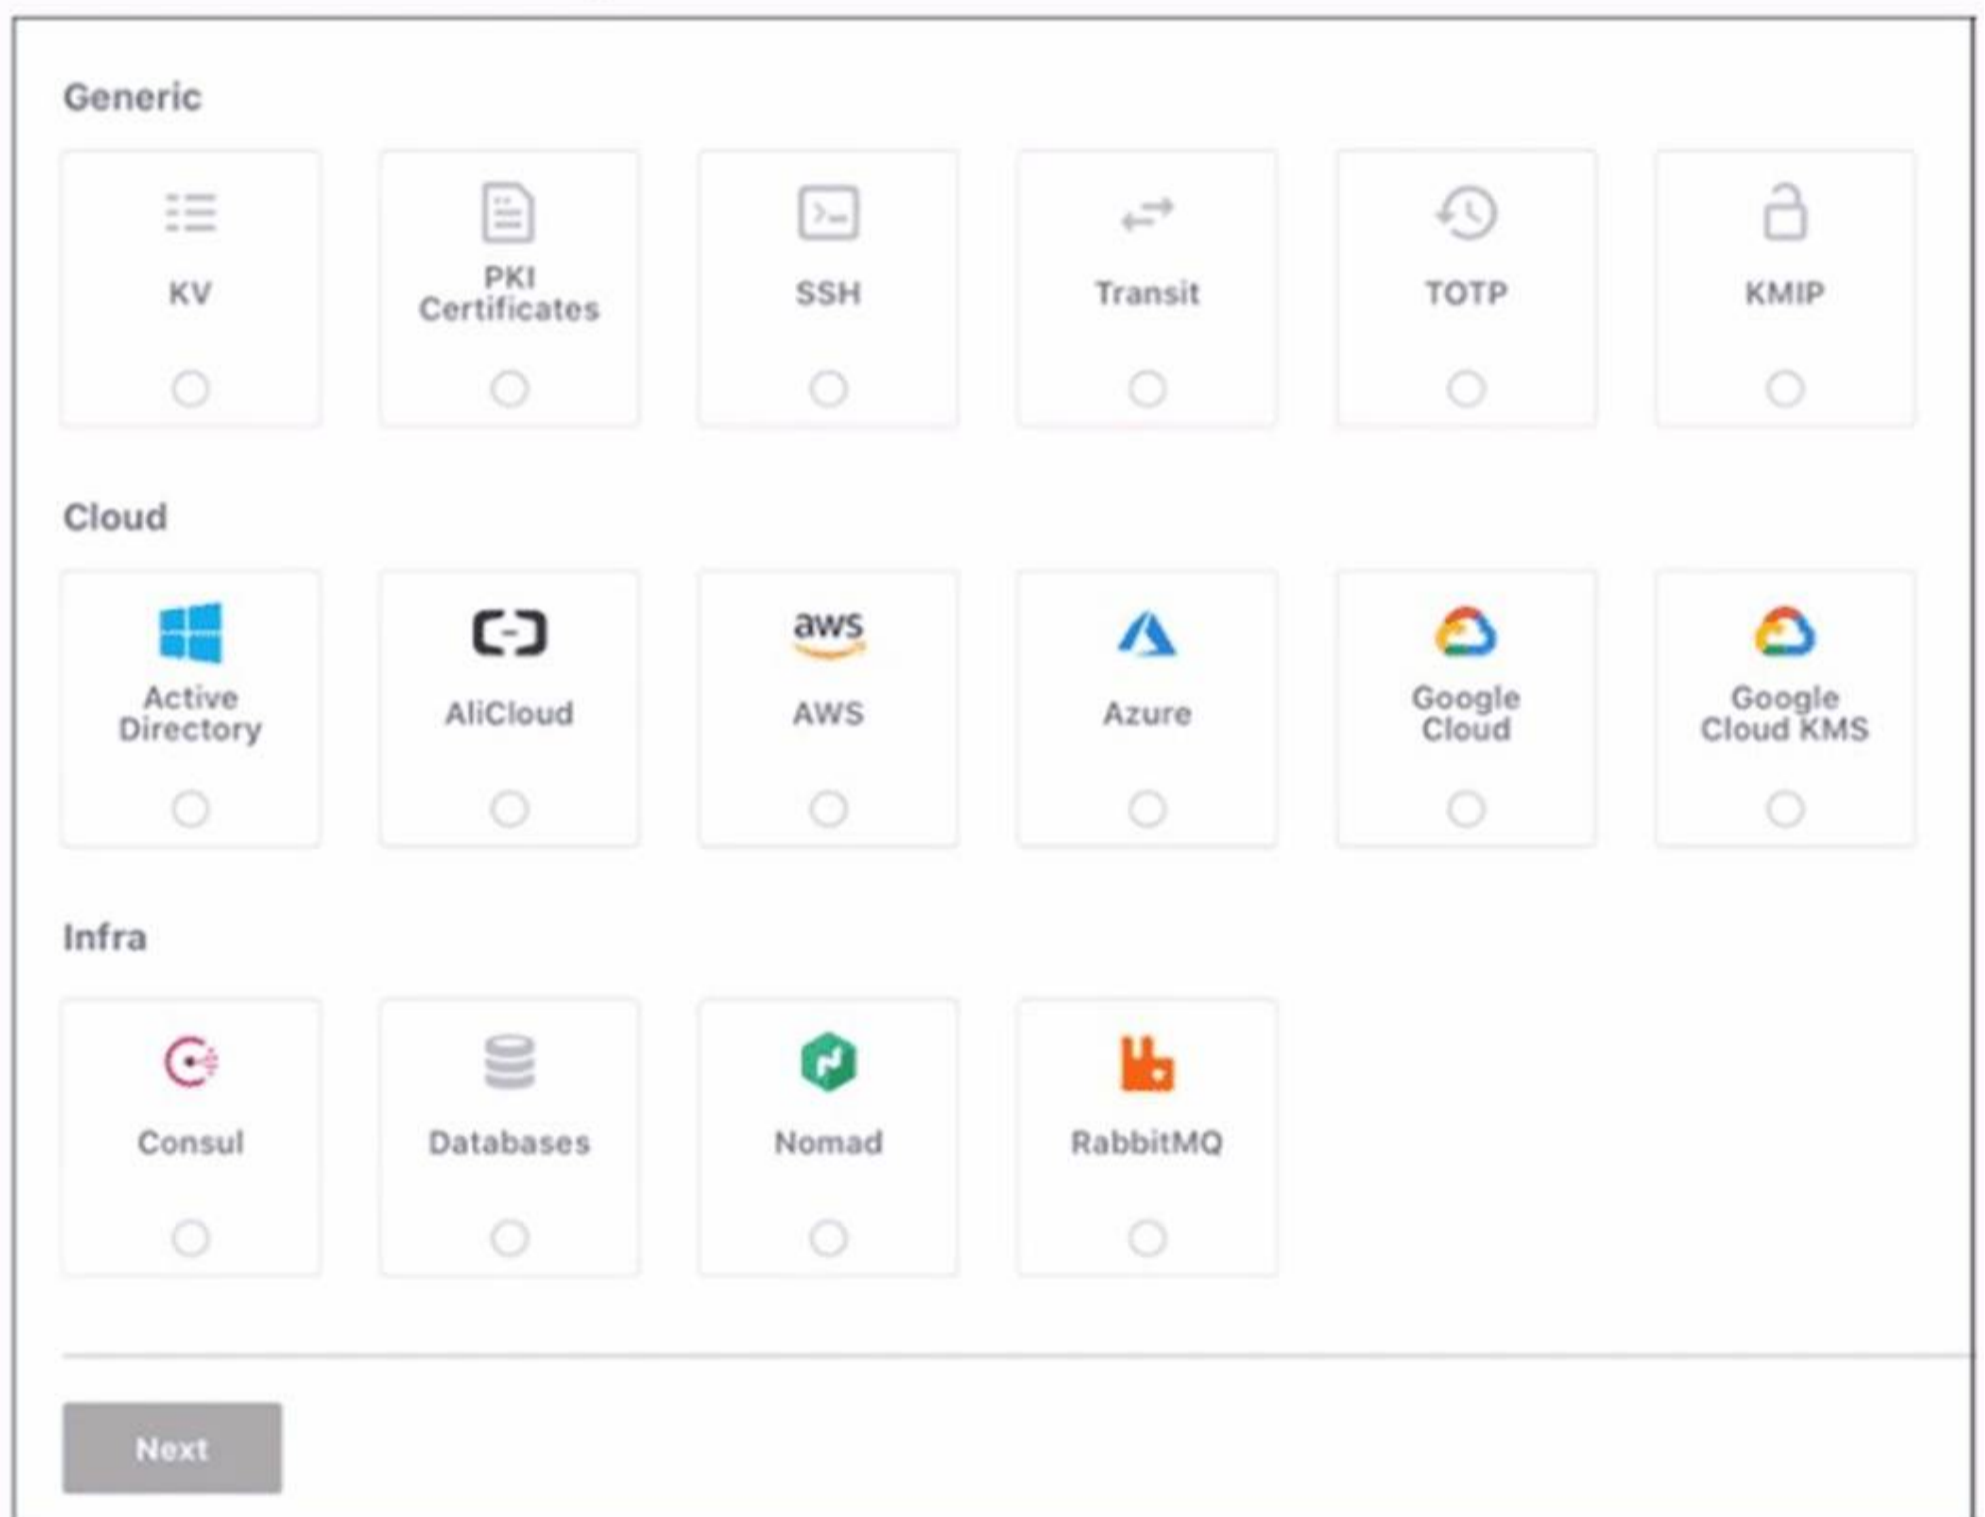 Generic
KV
PKI
Certificates
SSH
Transit
TOTP
KMIP
Cloud
Active
Directory
AliCloud
aws
AWS
Azure
Google
Cloud
Google
Cloud KMS
Infra
Consul
Databases
Nomad
RabbitMQ
Next